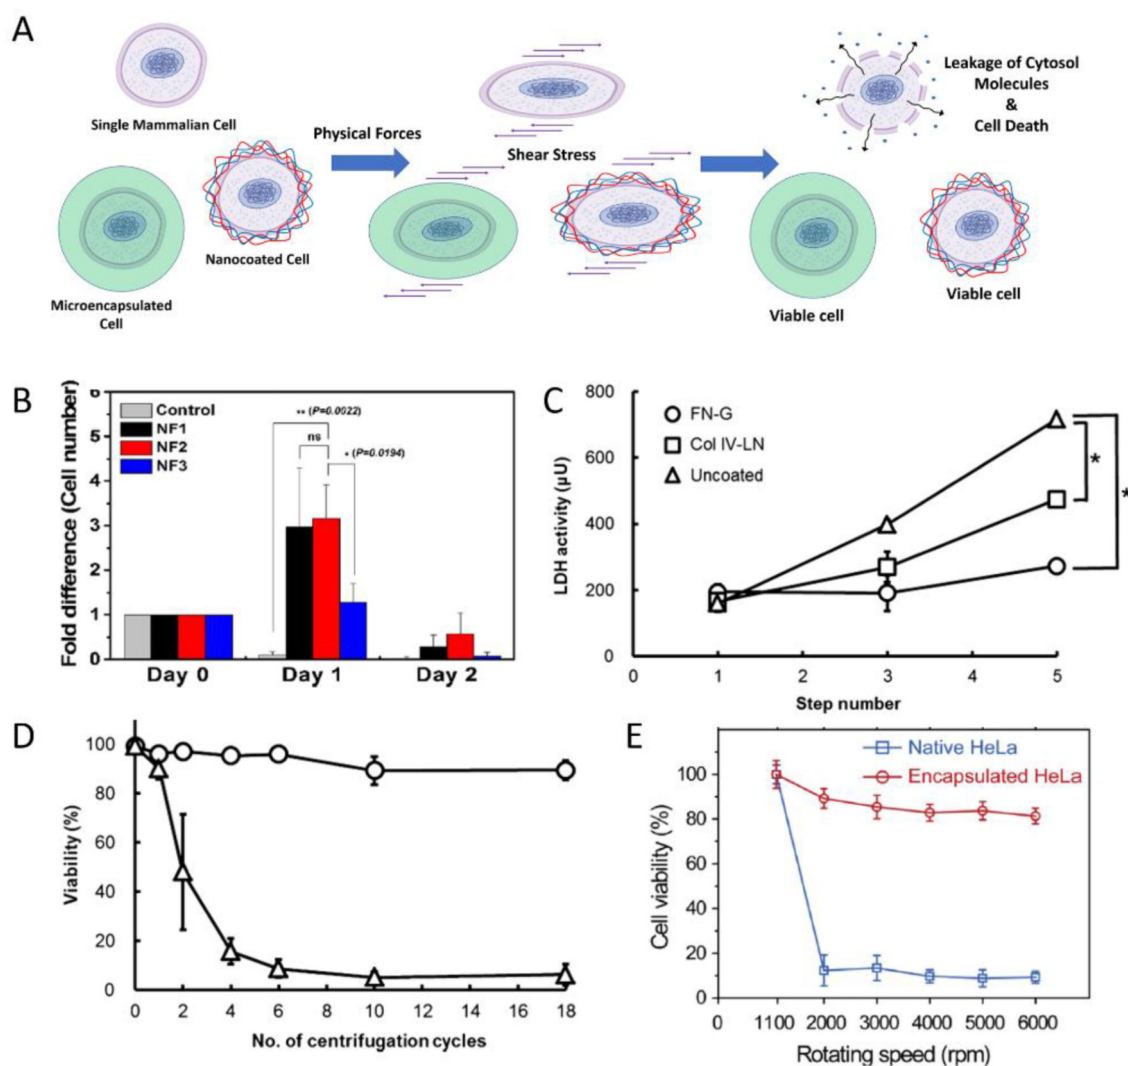 A
Single Mammalian Cell
Microencapsulated
Cell
Nanocoated Cell
Physical Forces
Shear Stress
Leakage of Cytosol
Molecules
&
Cell Death
Viable cell
Viable cell
B
Fold difference (Cell number)
6
5
4
3
2
1
0
Control
NF1
NF2
NF3
** (P=0.0022)
ns
* (P=0.0194)
Day 0 Day 1 Day 2
C
LDH activity (µU)
800
600
400
200
0
FN-G
Col IV-LN
Uncoated
*
*
0 1 2 3 4 5
Step number
D
Viability (%)
100
80
60
40
20
0
0 2 4 6 8 10 12 14 16 18
No. of centrifugation cycles
E
Cell viability (%)
100
80
60
40
20
0
Native HeLa
Encapsulated HeLa
0 1100 2000 3000 4000 5000 6000
Rotating speed (rpm)